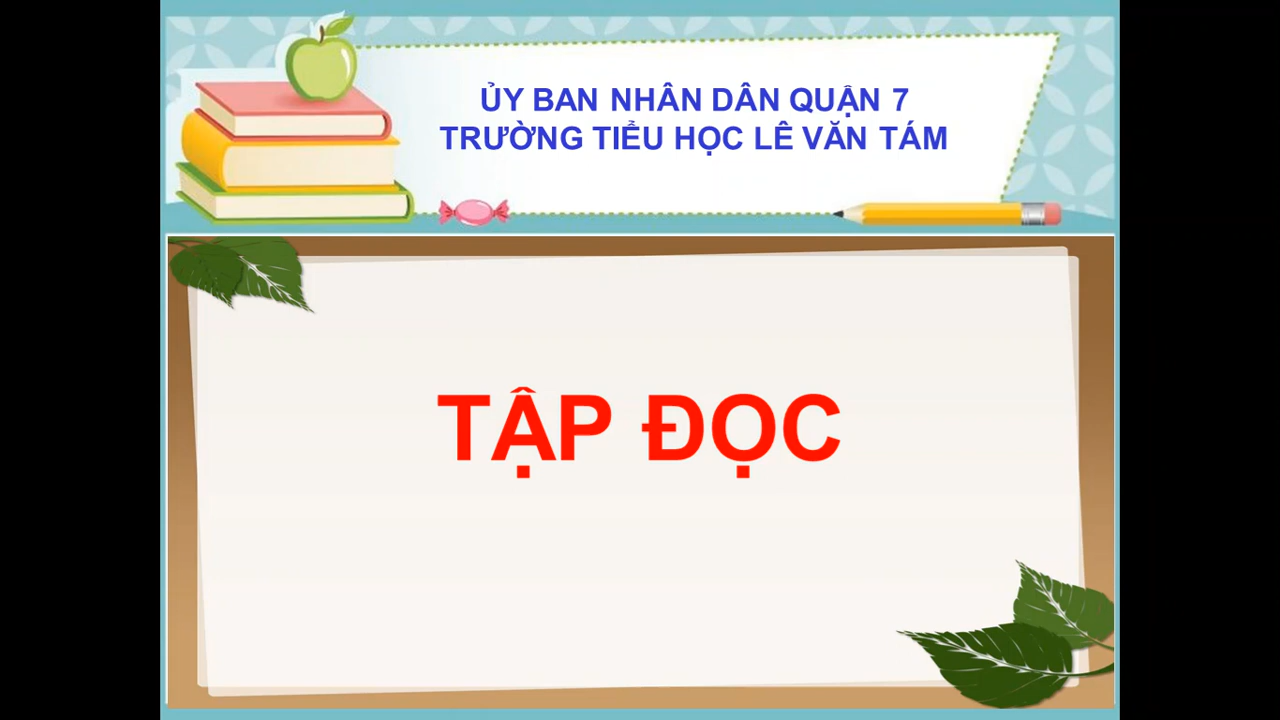 ỦY BAN NHÂN DÂN QUẬN 7
TRƯỜNG TIỂU HỌC LÊ VĂN TÁM
TẬP ĐỌC